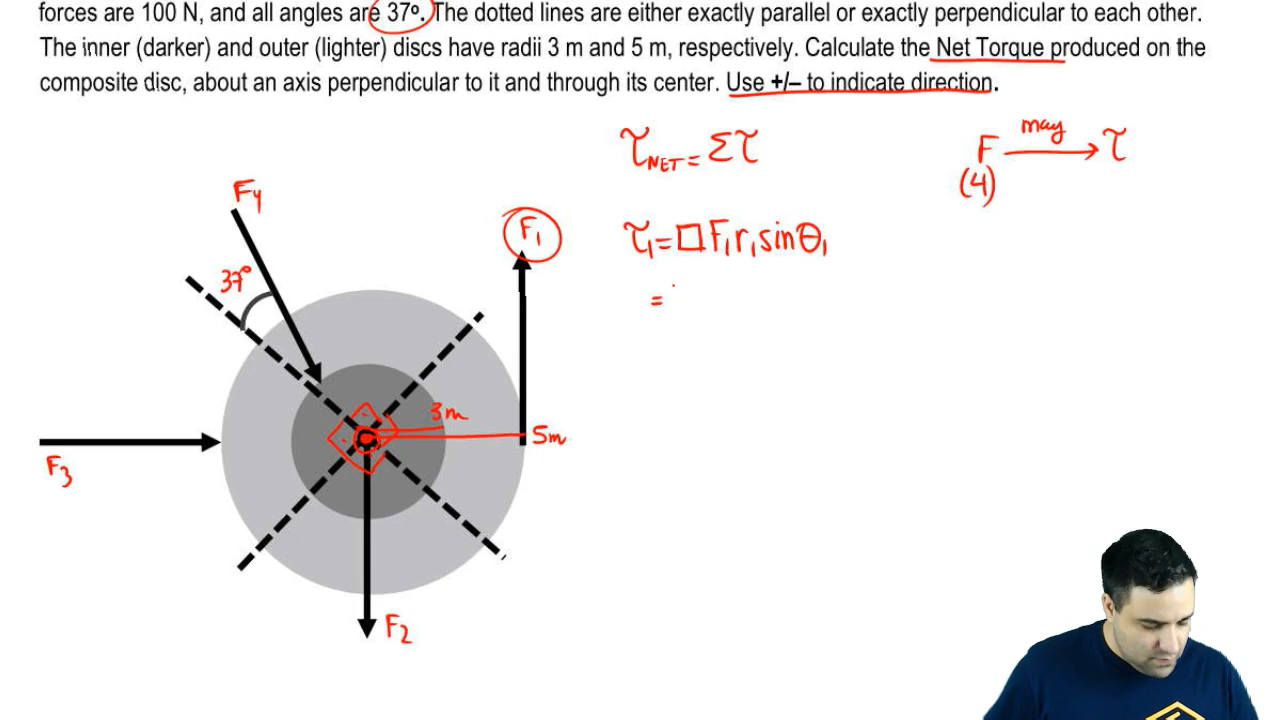 forces are 100 N, and all angles are 37º. The dotted lines are either exactly parallel or exactly perpendicular to each other.
The inner (darker) and outer (lighter) discs have radii 3 m and 5 m, respectively. Calculate the Net Torque produced on the
composite disc, about an axis perpendicular to it and through its center. Use +/– to indicate direction.
τNET = Στ
F may → τ
(4)
F4
F1
τ1 = □ F1 r1 sinθ1
37°
=
3m
5m
F3
F2